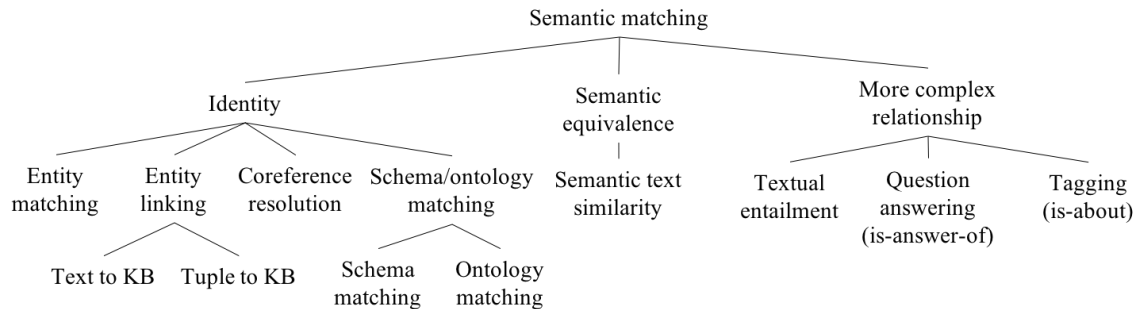 Semantic matching
Identity
Semantic
equivalence
More complex
relationship
Entity
matching
Entity
linking
Coreference
resolution
Schema/ontology
matching
Semantic text
similarity
Textual
entailment
Question
answering
(is-answer-of)
Tagging
(is-about)
Text to KB
Tuple to KB
Schema
matching
Ontology
matching